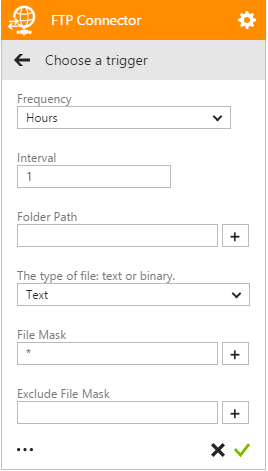 FTP Connector
Choose a trigger
Frequency
Hours
Interval
1
Folder Path
+
The type of file: text or binary.
Text
File Mask
*
+
Exclude File Mask
+
...